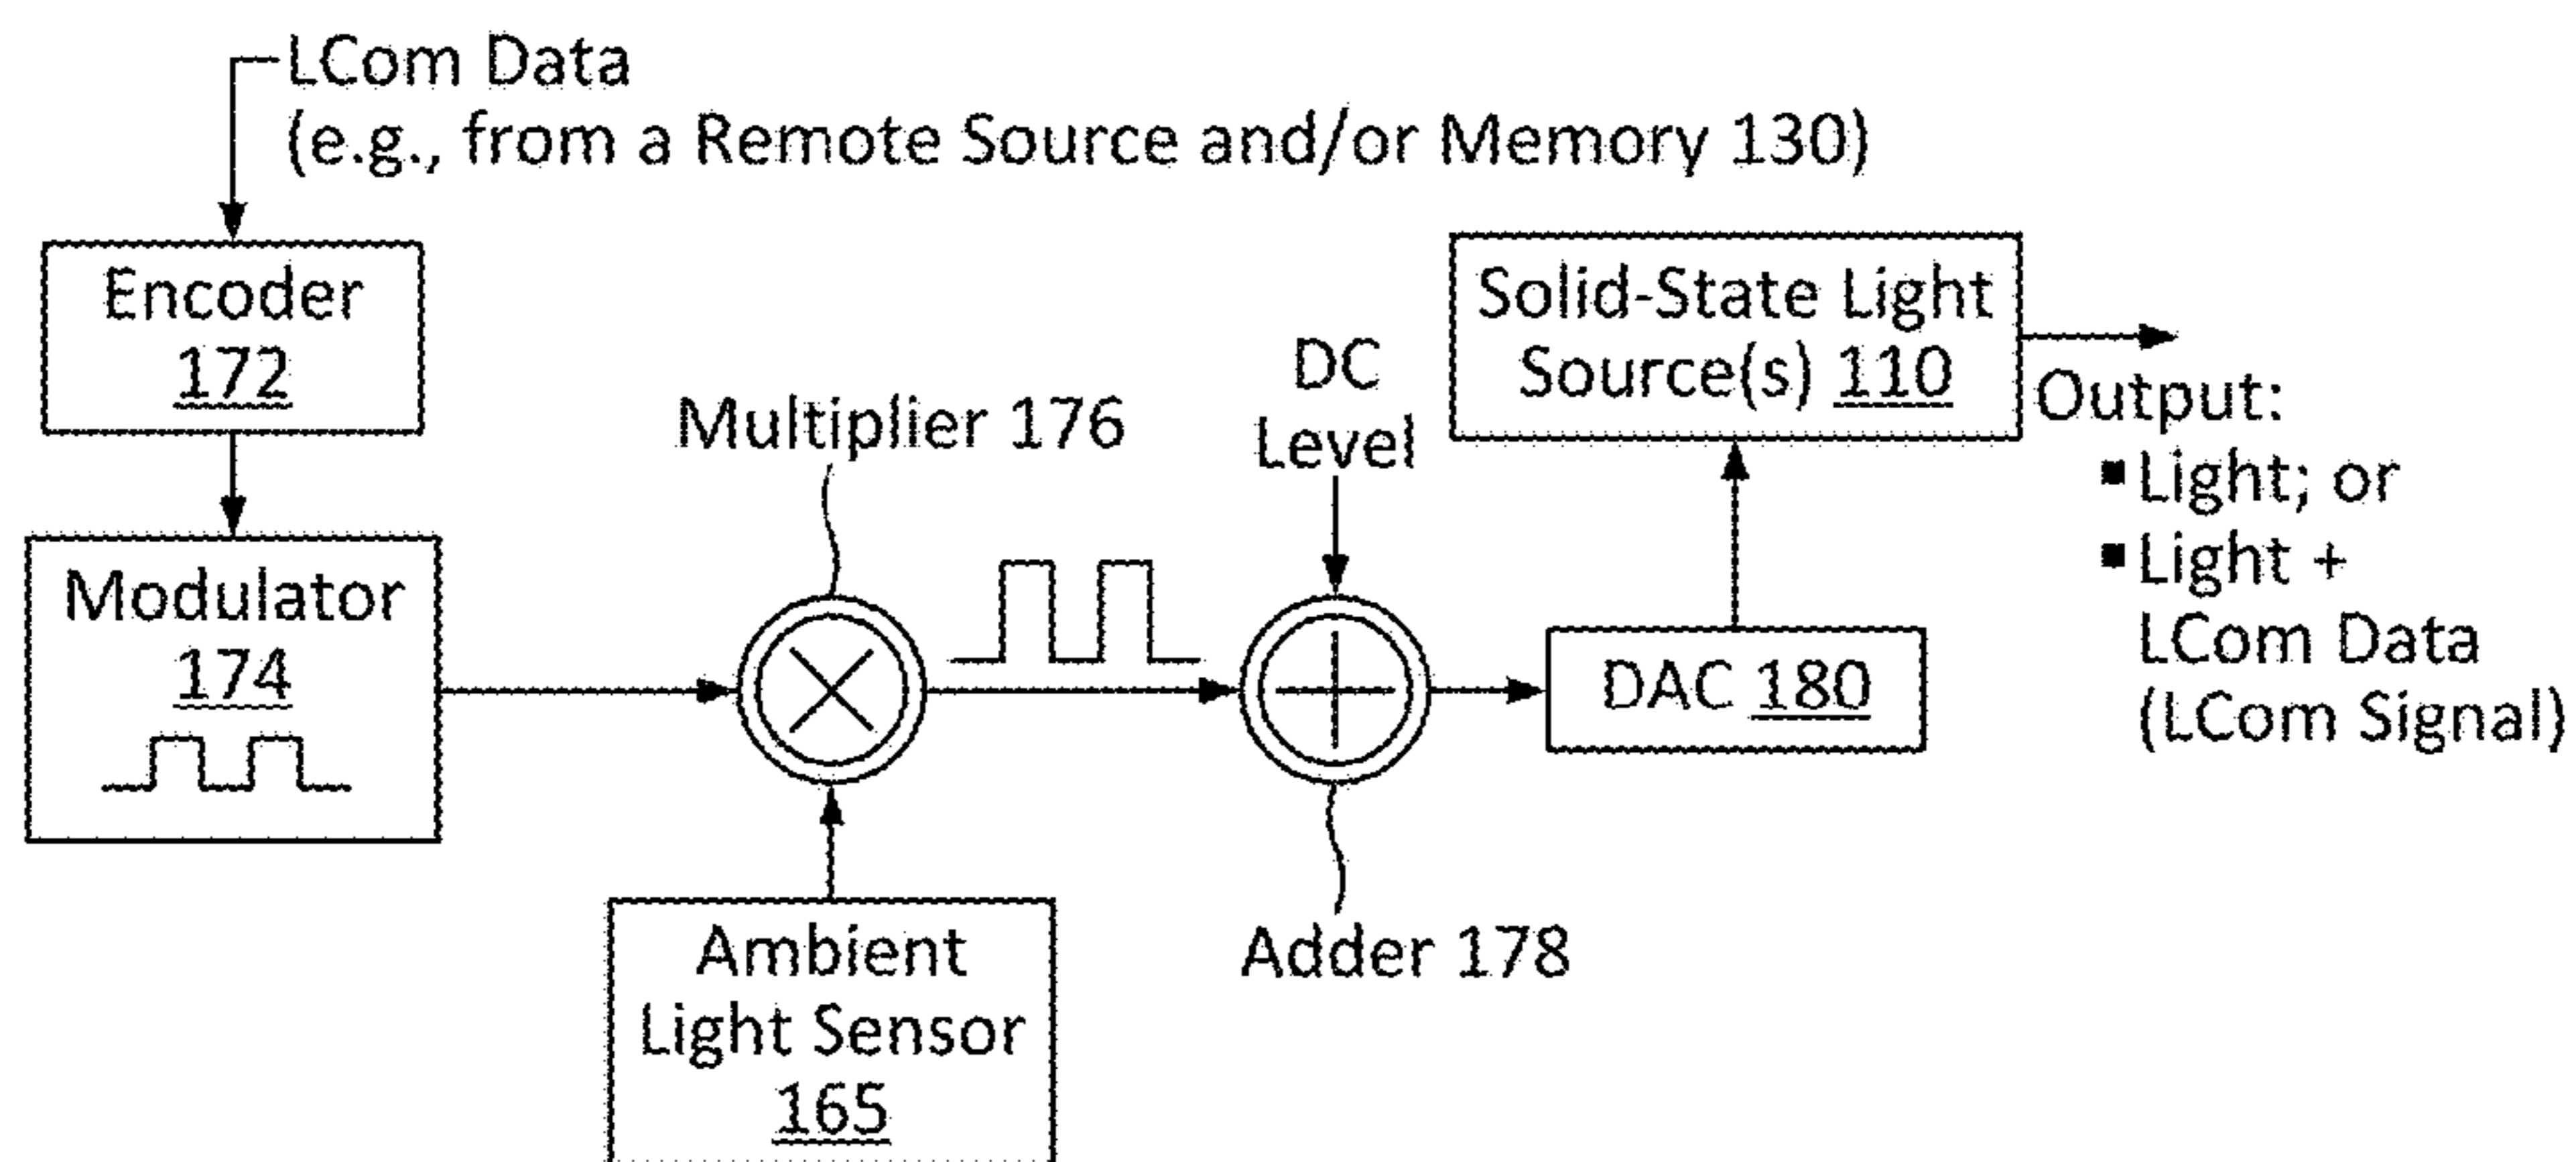 LCom Data
(e.g., from a Remote Source and/or Memory 130)
Encoder
172
Modulator
174
Multiplier 176
Ambient
Light Sensor
165
DC
Level
Adder 178
DAC 180
Solid-State Light
Source(s) 110
Output:
▪ Light; or
▪ Light +
LCom Data
(LCom Signal)